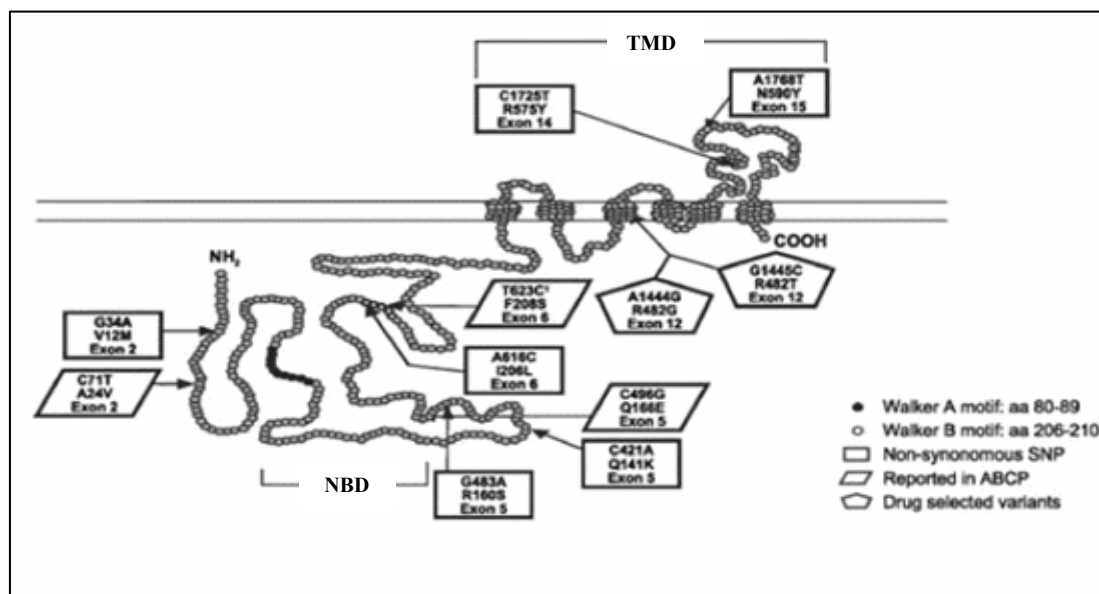 TMD
C1725T
R575Y
Exon 14
A1768T
N590Y
Exon 15
COOH
NH2
G1445C
R482T
Exon 12
A1444G
R482G
Exon 12
T623C¹
F208S
Exon 6
G34A
V12M
Exon 2
A616C
I206L
Exon 6
C71T
A24V
Exon 2
C496G
Q166E
Exon 5
C421A
Q141K
Exon 5
G483A
R160S
Exon 5
NBD
Walker A motif: aa 80-89
Walker B motif: aa 206-210
Non-synonomous SNP
Reported in ABCP
Drug selected variants